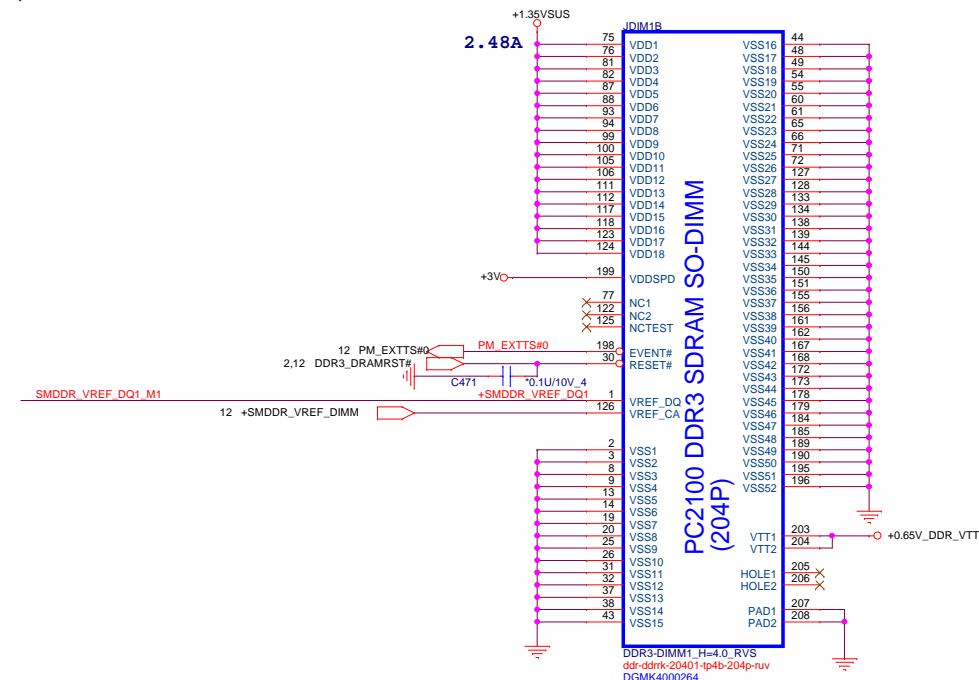 +1.35VSUS
2.48A
JDIM1B
75 VDD1
76 VDD2
81 VDD3
82 VDD4
87 VDD5
88 VDD6
93 VDD7
94 VDD8
99 VDD9
100 VDD10
105 VDD11
106 VDD12
111 VDD13
112 VDD14
117 VDD15
118 VDD16
123 VDD17
124 VDD18
+3V 199 VDDSPD
77 NC1
122 NC2
125 NCTEST
12 PM_EXTTS#0 PM_EXTTS#0 198 EVENT#
2,12 DDR3_DRAMRST# 30 RESET#
C471 *0.1U/10V_4
SMDDR_VREF_DQ1_M1 +SMDDR_VREF_DQ1 1 VREF_DQ
12 +SMDDR_VREF_DIMM 126 VREF_CA
2 VSS1
3 VSS2
8 VSS3
9 VSS4
13 VSS5
14 VSS6
19 VSS7
20 VSS8
25 VSS9
26 VSS10
31 VSS11
32 VSS12
37 VSS13
38 VSS14
43 VSS15
PC2100 DDR3 SDRAM SO-DIMM
(204P)
VSS16 44
VSS17 48
VSS18 49
VSS19 54
VSS20 55
VSS21 60
VSS22 61
VSS23 65
VSS24 66
VSS25 71
VSS26 72
VSS27 127
VSS28 128
VSS29 133
VSS30 134
VSS31 138
VSS32 139
VSS33 144
VSS34 145
VSS35 150
VSS36 151
VSS37 155
VSS38 156
VSS39 161
VSS40 162
VSS41 167
VSS42 168
VSS43 172
VSS44 173
VSS45 178
VSS46 179
VSS47 184
VSS48 185
VSS49 189
VSS50 190
VSS51 195
VSS52 196
VTT1 203 +0.65V_DDR_VTT
VTT2 204
HOLE1 205
HOLE2 206
PAD1 207
PAD2 208
DDR3-DIMM1_H=4.0_RVS
ddr-ddrrk-20401-tp4b-204p-ruv
DGMK4000264